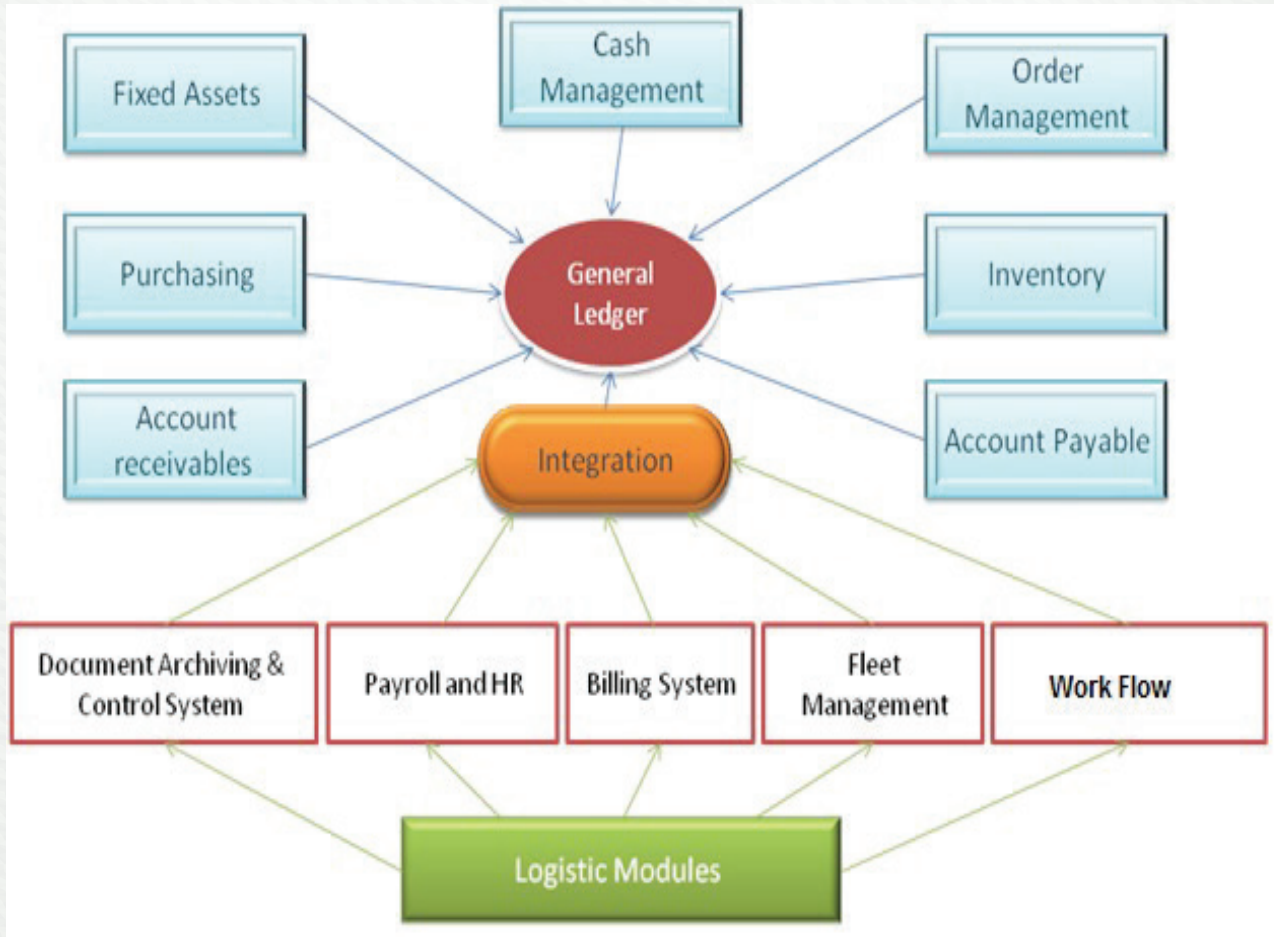 Fixed Assets
Cash
Management
Order
Management
Purchasing
General
Ledger
Inventory
Account
receivables
Integration
Account Payable
Document Archiving &
Control System
Payroll and HR
Billing System
Fleet
Management
Work Flow
Logistic Modules